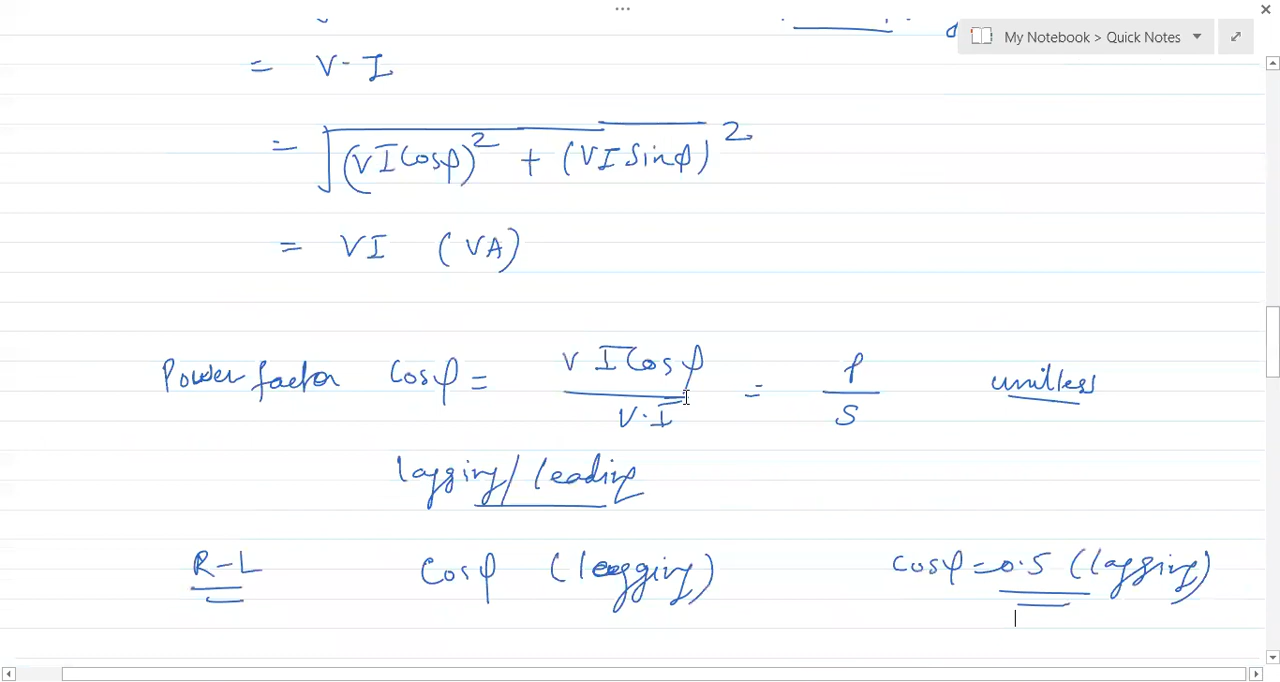 ...
My Notebook > Quick Notes
= V·I
= √(VI Cosφ)² + (VI Sinφ)²
= VI (VA)
Power factor Cosφ = V I Cosφ / V·I = P / S unitless
lagging/leading
R-L Cosφ (lagging) Cosφ = 0.5 (lagging)